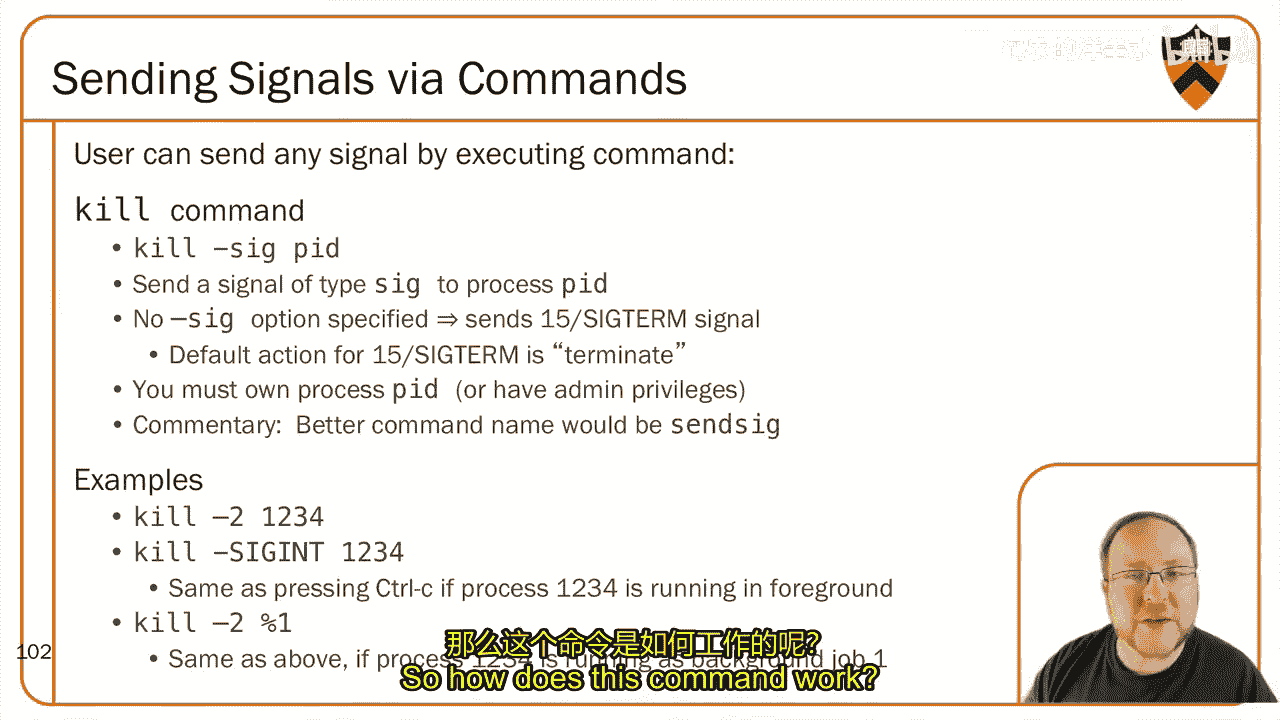 Sending Signals via Commands
User can send any signal by executing command:
kill command
• kill –sig pid
• Send a signal of type sig to process pid
• No –sig option specified ⇒ sends 15/SIGTERM signal
• Default action for 15/SIGTERM is “terminate”
• You must own process pid (or have admin privileges)
• Commentary: Better command name would be sendsig
Examples
• kill –2 1234
• kill –SIGINT 1234
• Same as pressing Ctrl-c if process 1234 is running in foreground
• kill –2 %1
• Same as above, if process 1234 is running as background job 1
102
那么这个命令是如何工作的呢?
So how does this command work?